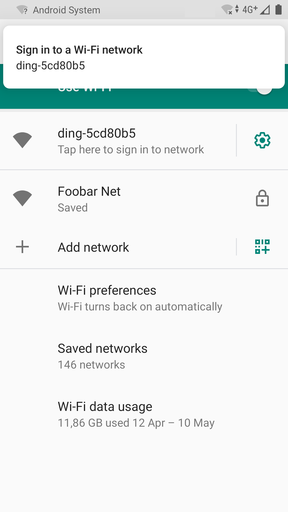 Android System
4G+
Sign in to a Wi-Fi network
ding-5cd80b5
Use Wi-Fi
ding-5cd80b5
Tap here to sign in to network
Foobar Net
Saved
Add network
Wi-Fi preferences
Wi-Fi turns back on automatically
Saved networks
146 networks
Wi-Fi data usage
11,86 GB used 12 Apr – 10 May